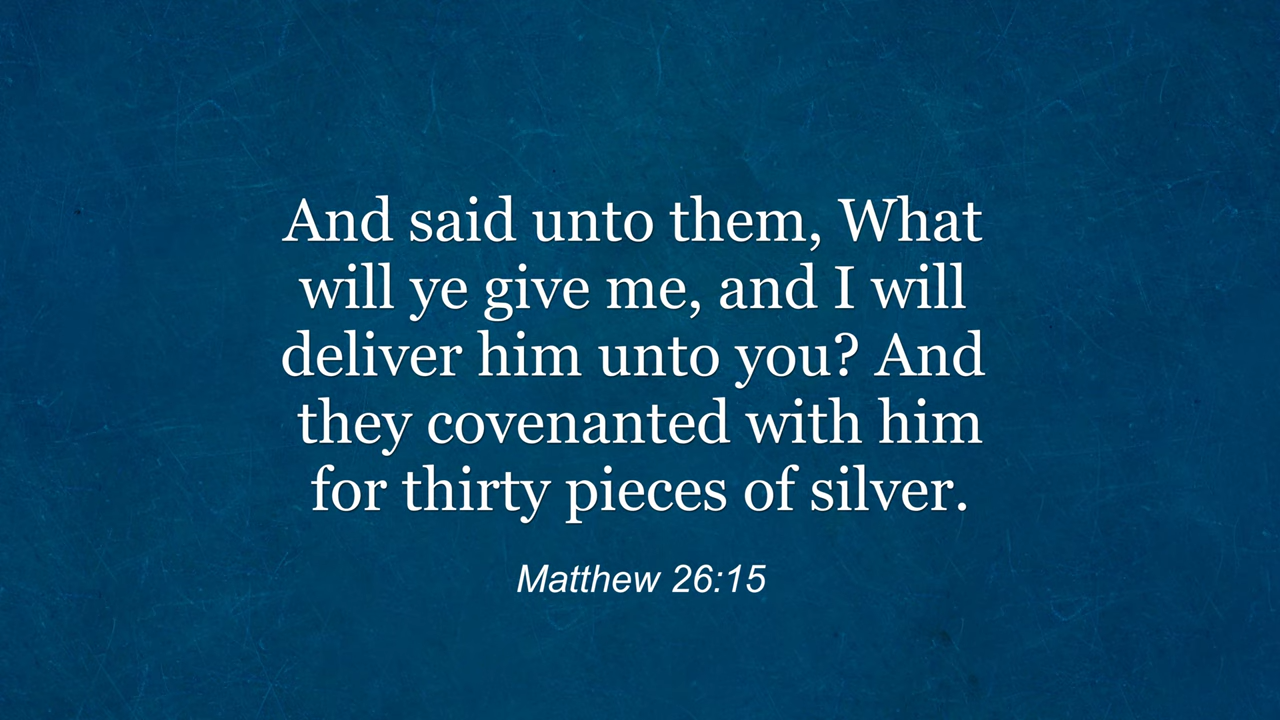 And said unto them, What
will ye give me, and I will
deliver him unto you? And
they covenanted with him
for thirty pieces of silver.
Matthew 26:15